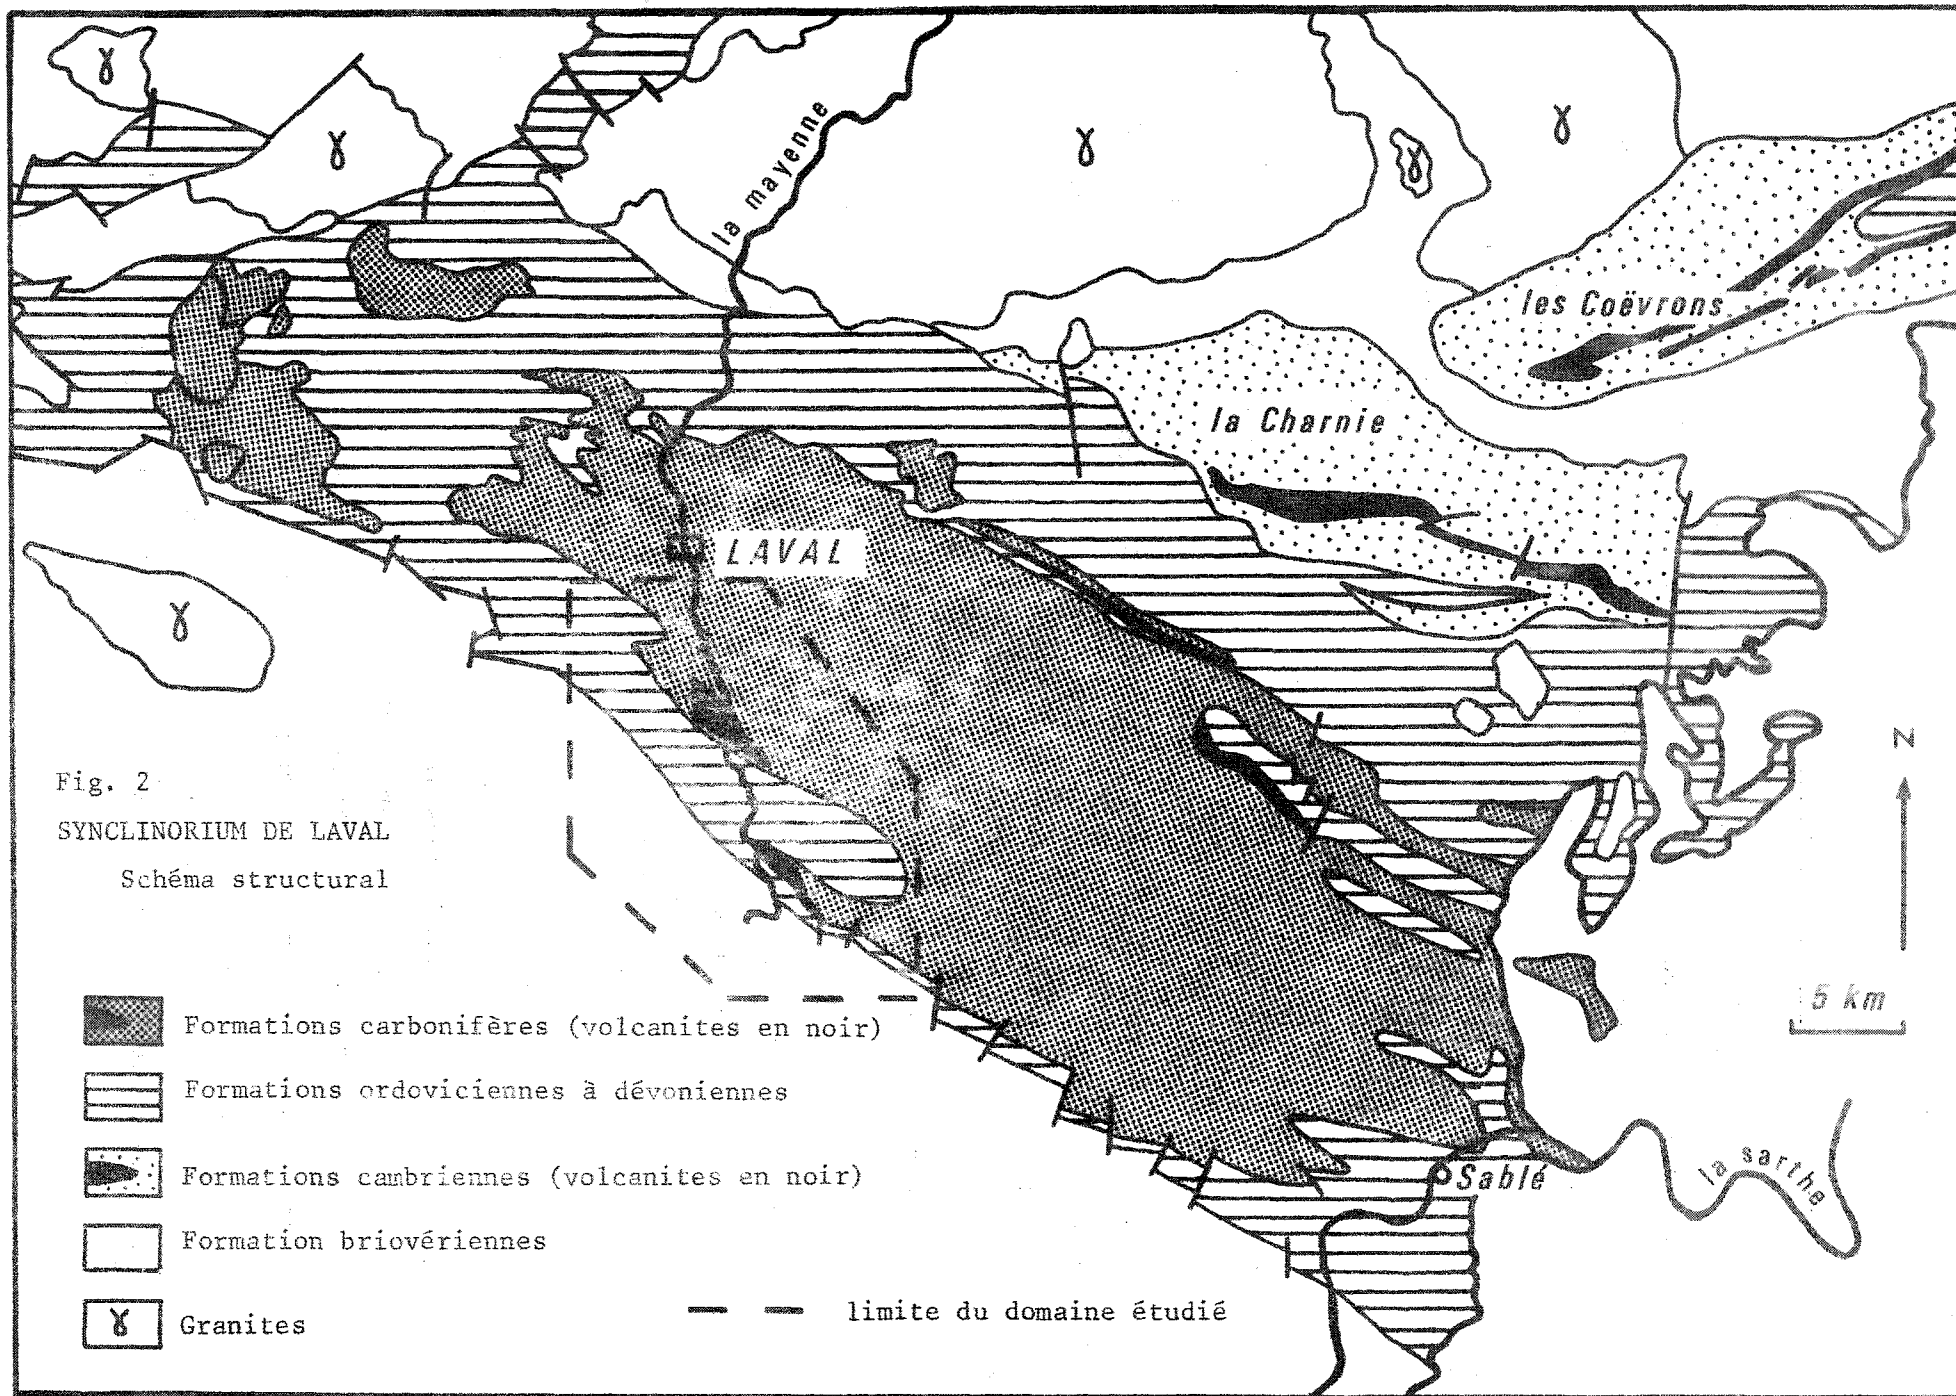 ɣ
ɣ
ɣ
ɣ
ɣ
la mayenne
les Coëvrons
la Charnie
LAVAL
ɣ
N
Fig. 2
SYNCLINORIUM DE LAVAL
Schéma structural
5 km
Formations carbonifères (volcanites en noir)
Formations ordoviciennes à dévoniennes
Formations cambriennes (volcanites en noir)
Sablé
la sarthe
Formation briovériennes
ɣ Granites
limite du domaine étudié